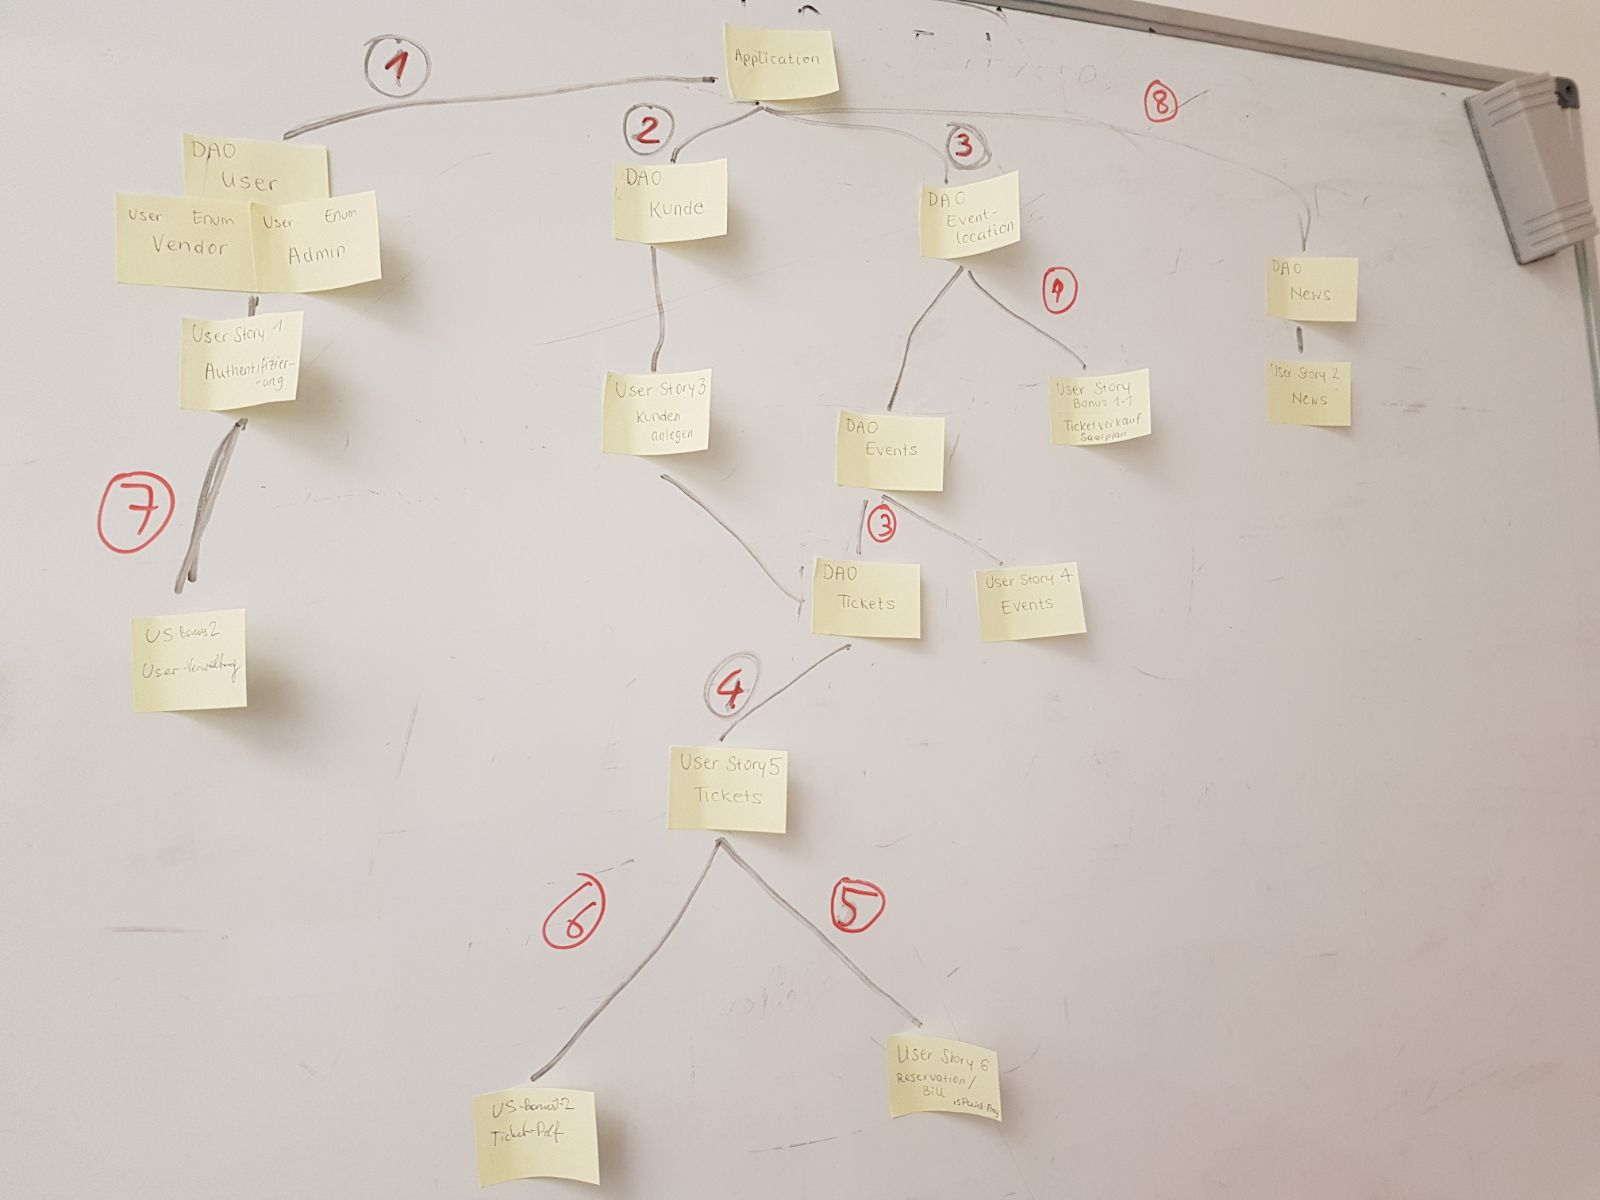 Application
1
2
3
8
DAO
User
User Enum
Vendor
User Enum
Admin
DAO
Kunde
DAO
Event-
location
DAO
News
User Story 1
Authentifizier-
-ung
User Story 3
Kunden
anlegen
9
User Story
Bonus 1-1
Ticketverkauf
Saalplan
User Story 2
News
DAO
Events
7
3
DAO
Tickets
User Story 4
Events
US Bonus 2
User-Verwaltung
4
User Story 5
Tickets
6
5
User Story 6
Reservation/
Bill
isPaid flag
US-Bonus1-2
Ticket-Pdf